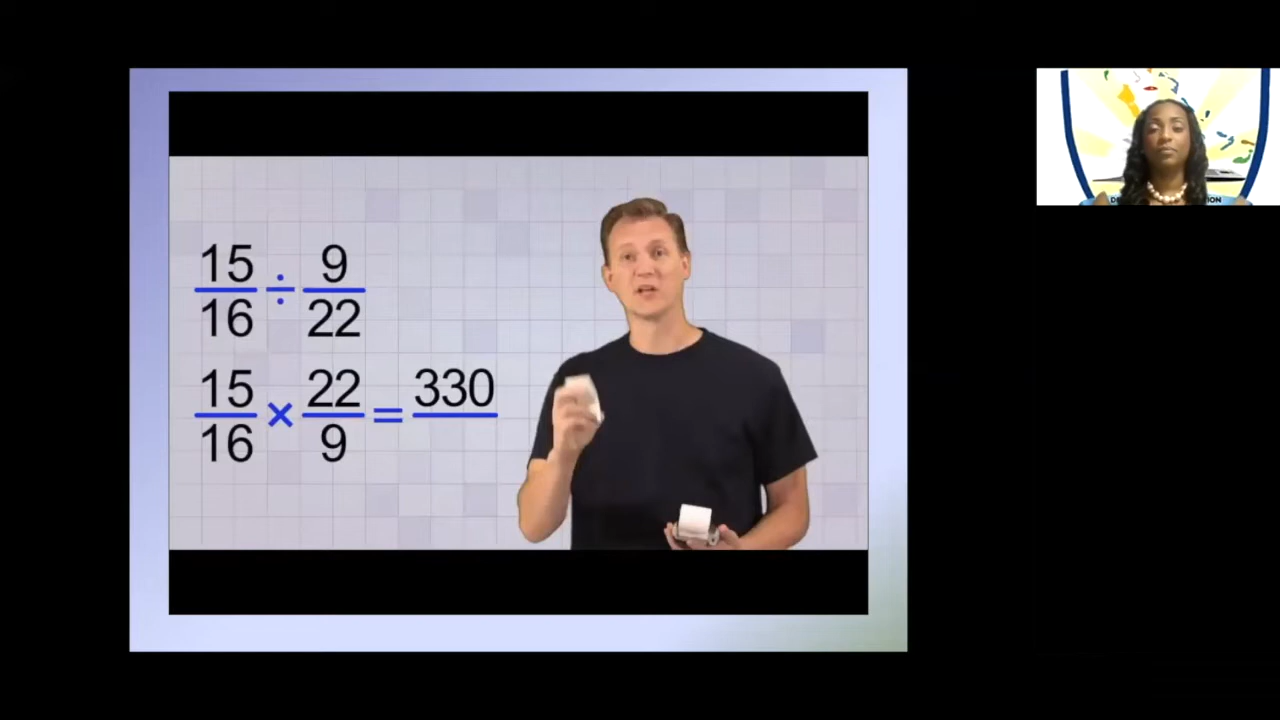 15/16 ÷ 9/22
15/16 × 22/9 = 330